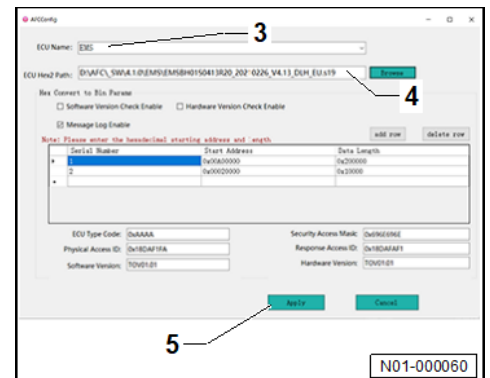 AFCConfig
3
ECU Name: EMS
ECU Hex2 Path: D:\AFC\_SW\4.1.0\EMS\EMSBH0150413R20_20210226_V4.13_DLH_EU.s19 Browse
4
Hex Convert to Bin Params
Software Version Check Enable Hardware Version Check Enable
Message Log Enable
Note: Please enter the hexadecimal starting address and length add row delete row
Serial Number Start Address Data Length
1 0x00A00000 0x200000
2 0x00020000 0x10000
ECU Type Code: 0xAAAA Security Access Mask: 0x696E696E
Physical Access ID: 0x18DAF1FA Response Access ID: 0x18DAFAF1
Software Version: TOV01.01 Hardware Version: TOV01.01
Apply Cancel
5
N01-000060